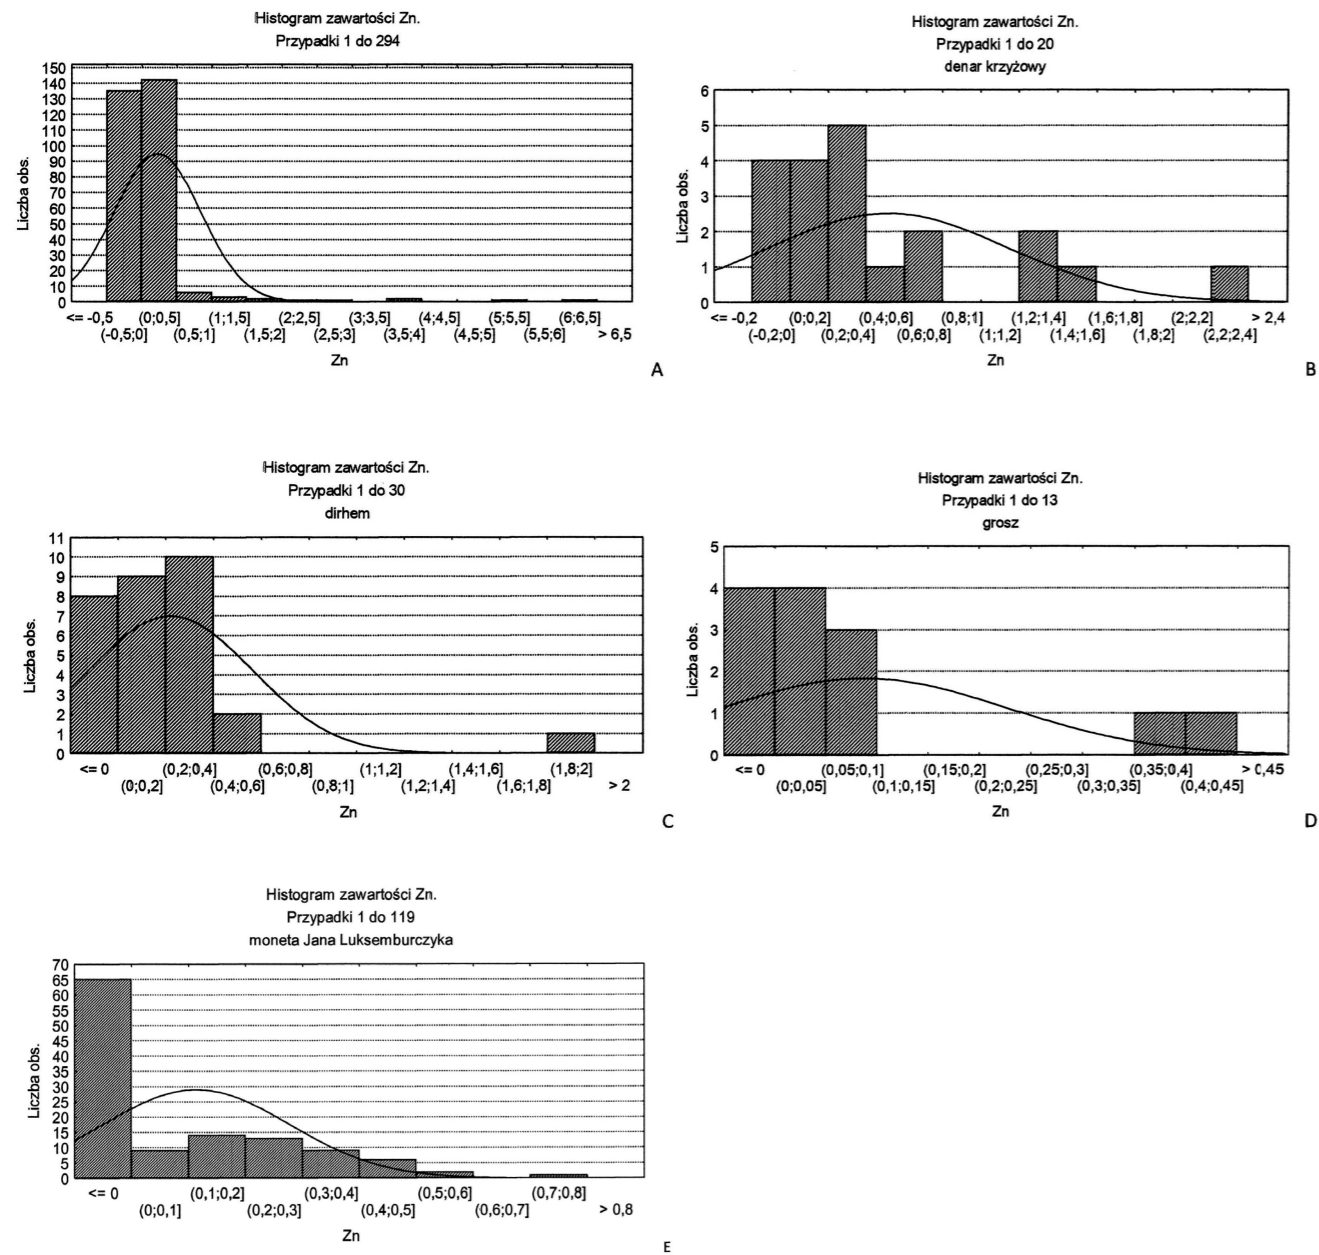 Histogram zawartości Zn.
Przypadki 1 do 294
150
140
130
120
110
100
90
80
70
60
50
40
30
20
10
0
Liczba obs.
<= -0,5 (0;0,5] (1;1,5] (2;2,5] (3;3,5] (4;4,5] (5;5,5] (6;6,5]
(-0,5;0] (0,5;1] (1,5;2] (2,5;3] (3,5;4] (4,5;5] (5,5;6] > 6,5
Zn
A
Histogram zawartości Zn.
Przypadki 1 do 20
denar krzyżowy
6
5
4
3
2
1
0
Liczba obs.
<= -0,2 (0;0,2] (0,4;0,6] (0,8;1] (1,2;1,4] (1,6;1,8] (2;2,2] > 2,4
(-0,2;0] (0,2;0,4] (0,6;0,8] (1;1,2] (1,4;1,6] (1,8;2] (2,2;2,4]
Zn
B
Histogram zawartości Zn.
Przypadki 1 do 30
dirhem
11
10
9
8
7
6
5
4
3
2
1
0
Liczba obs.
<= 0 (0,2;0,4] (0,6;0,8] (1;1,2] (1,4;1,6] (1,8;2]
(0;0,2] (0,4;0,6] (0,8;1] (1,2;1,4] (1,6;1,8] > 2
Zn
C
Histogram zawartości Zn.
Przypadki 1 do 13
grosz
5
4
3
2
1
0
Liczba obs.
<= 0 (0,05;0,1] (0,15;0,2] (0,25;0,3] (0,35;0,4] > 0,45
(0;0,05] (0,1;0,15] (0,2;0,25] (0,3;0,35] (0,4;0,45]
Zn
D
Histogram zawartości Zn.
Przypadki 1 do 119
moneta Jana Luksemburczyka
70
65
60
55
50
45
40
35
30
25
20
15
10
5
0
Liczba obs.
<= 0 (0,1;0,2] (0,3;0,4] (0,5;0,6] (0,7;0,8]
(0;0,1] (0,2;0,3] (0,4;0,5] (0,6;0,7] > 0,8
Zn
E